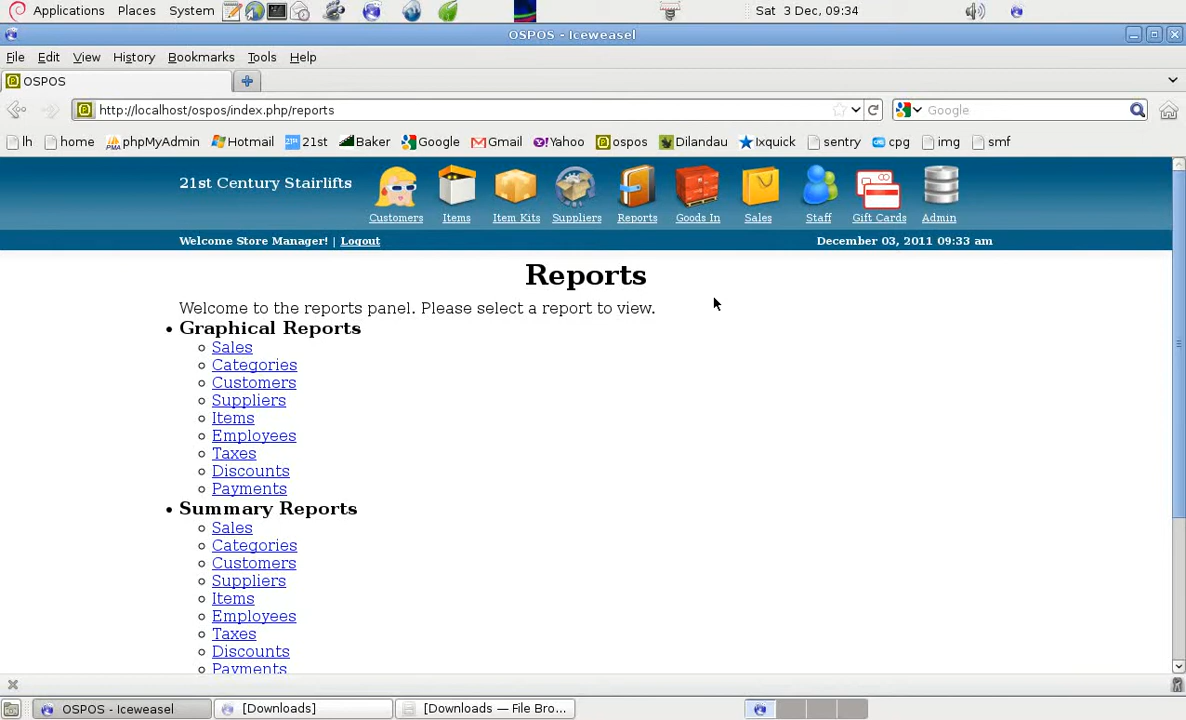 Applications Places System Sat 3 Dec, 09:34
OSPOS - Iceweasel
File Edit View History Bookmarks Tools Help
OSPOS
http://localhost/ospos/index.php/reports Google
lh home phpMyAdmin Hotmail 21st Baker Google Gmail Yahoo ospos Dilandau Ixquick sentry cpg img smf
21st Century Stairlifts
Customers Items Item Kits Suppliers Reports Goods In Sales Staff Gift Cards Admin
Welcome Store Manager! | Logout December 03, 2011 09:33 am
Reports
Welcome to the reports panel. Please select a report to view.
Graphical Reports
Sales
Categories
Customers
Suppliers
Items
Employees
Taxes
Discounts
Payments
Summary Reports
Sales
Categories
Customers
Suppliers
Items
Employees
Taxes
Discounts
Payments
OSPOS - Iceweasel [Downloads] [Downloads — File Bro...